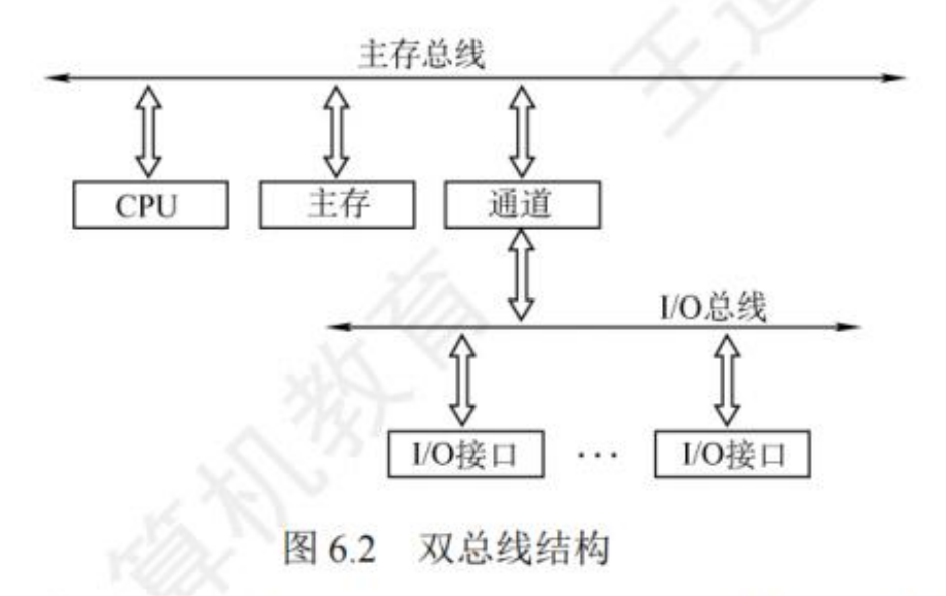 主存总线
CPU 主存 通道
I/O总线
I/O接口 … I/O接口
图 6.2 双总线结构
王道
算机教育